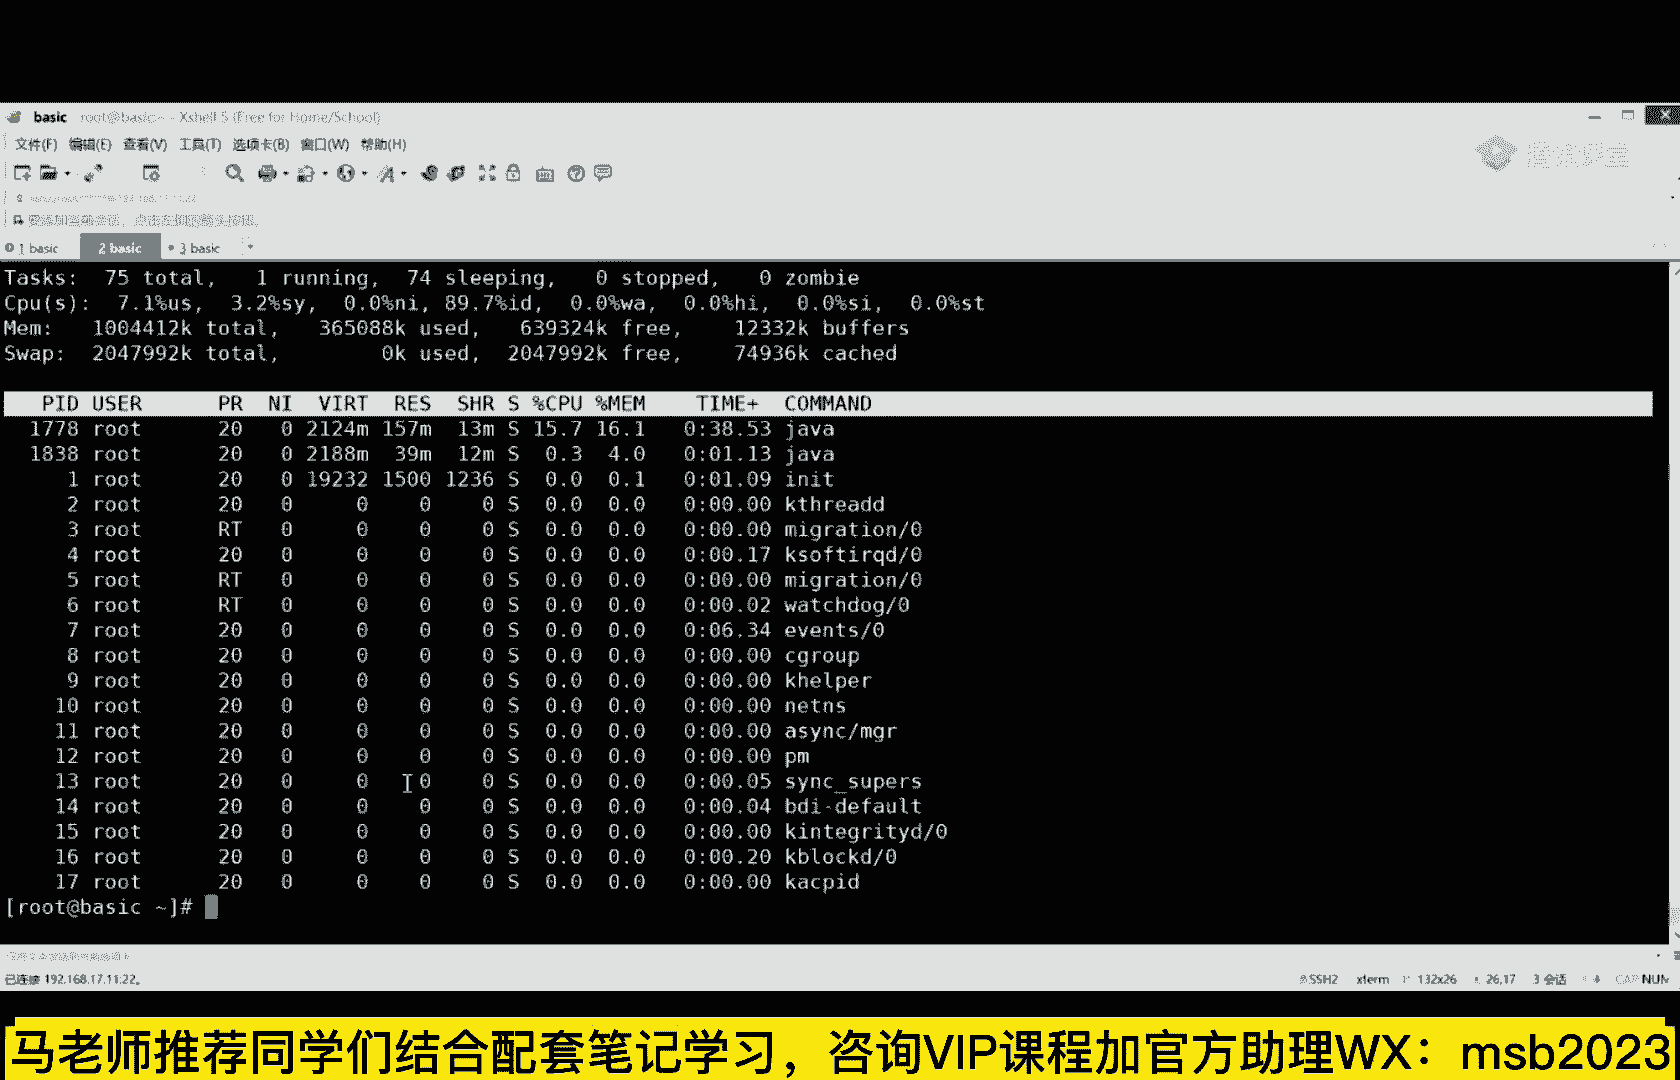 basic root@basic:~ - Xshell 5 (Free for Home/School)
文件(F) 编辑(E) 查看(V) 工具(T) 选项卡(B) 窗口(W) 帮助(H)
1 basic 2 basic 3 basic
Tasks: 75 total, 1 running, 74 sleeping, 0 stopped, 0 zombie
Cpu(s): 7.1%us, 3.2%sy, 0.0%ni, 89.7%id, 0.0%wa, 0.0%hi, 0.0%si, 0.0%st
Mem: 1004412k total, 365088k used, 639324k free, 12332k buffers
Swap: 2047992k total, 0k used, 2047992k free, 74936k cached
PID USER PR NI VIRT RES SHR S %CPU %MEM TIME+ COMMAND
1778 root 20 0 2124m 157m 13m S 15.7 16.1 0:38.53 java
1838 root 20 0 2188m 39m 12m S 0.3 4.0 0:01.13 java
1 root 20 0 19232 1500 1236 S 0.0 0.1 0:01.09 init
2 root 20 0 0 0 0 S 0.0 0.0 0:00.00 kthreadd
3 root RT 0 0 0 0 S 0.0 0.0 0:00.00 migration/0
4 root 20 0 0 0 0 S 0.0 0.0 0:00.17 ksoftirqd/0
5 root RT 0 0 0 0 S 0.0 0.0 0:00.00 migration/0
6 root RT 0 0 0 0 S 0.0 0.0 0:00.02 watchdog/0
7 root 20 0 0 0 0 S 0.0 0.0 0:06.34 events/0
8 root 20 0 0 0 0 S 0.0 0.0 0:00.00 cgroup
9 root 20 0 0 0 0 S 0.0 0.0 0:00.00 khelper
10 root 20 0 0 0 0 S 0.0 0.0 0:00.00 netns
11 root 20 0 0 0 0 S 0.0 0.0 0:00.00 async/mgr
12 root 20 0 0 0 0 S 0.0 0.0 0:00.00 pm
13 root 20 0 0 0 0 S 0.0 0.0 0:00.05 sync_supers
14 root 20 0 0 0 0 S 0.0 0.0 0:00.04 bdi-default
15 root 20 0 0 0 0 S 0.0 0.0 0:00.00 kintegrityd/0
16 root 20 0 0 0 0 S 0.0 0.0 0:00.20 kblockd/0
17 root 20 0 0 0 0 S 0.0 0.0 0:00.00 kacpid
[root@basic ~]#
已连接 192.168.17.11:22。 SSH2 xterm 132x26 26,17 3 会话 CAP NUM
马老师推荐同学们结合配套笔记学习，咨询VIP课程加官方助理WX：msb2023